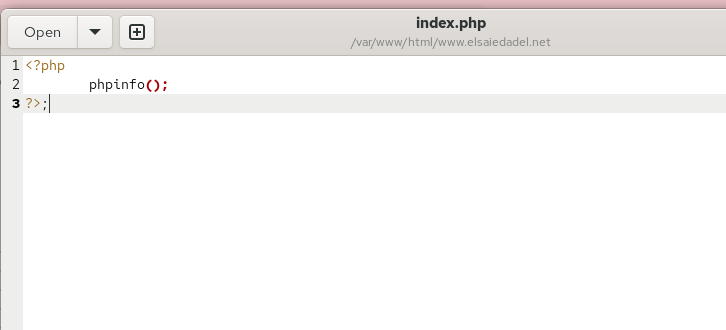 Open
index.php
/var/www/html/www.elsaiedadel.net
1 <?php
2         phpinfo();
3 ?>;